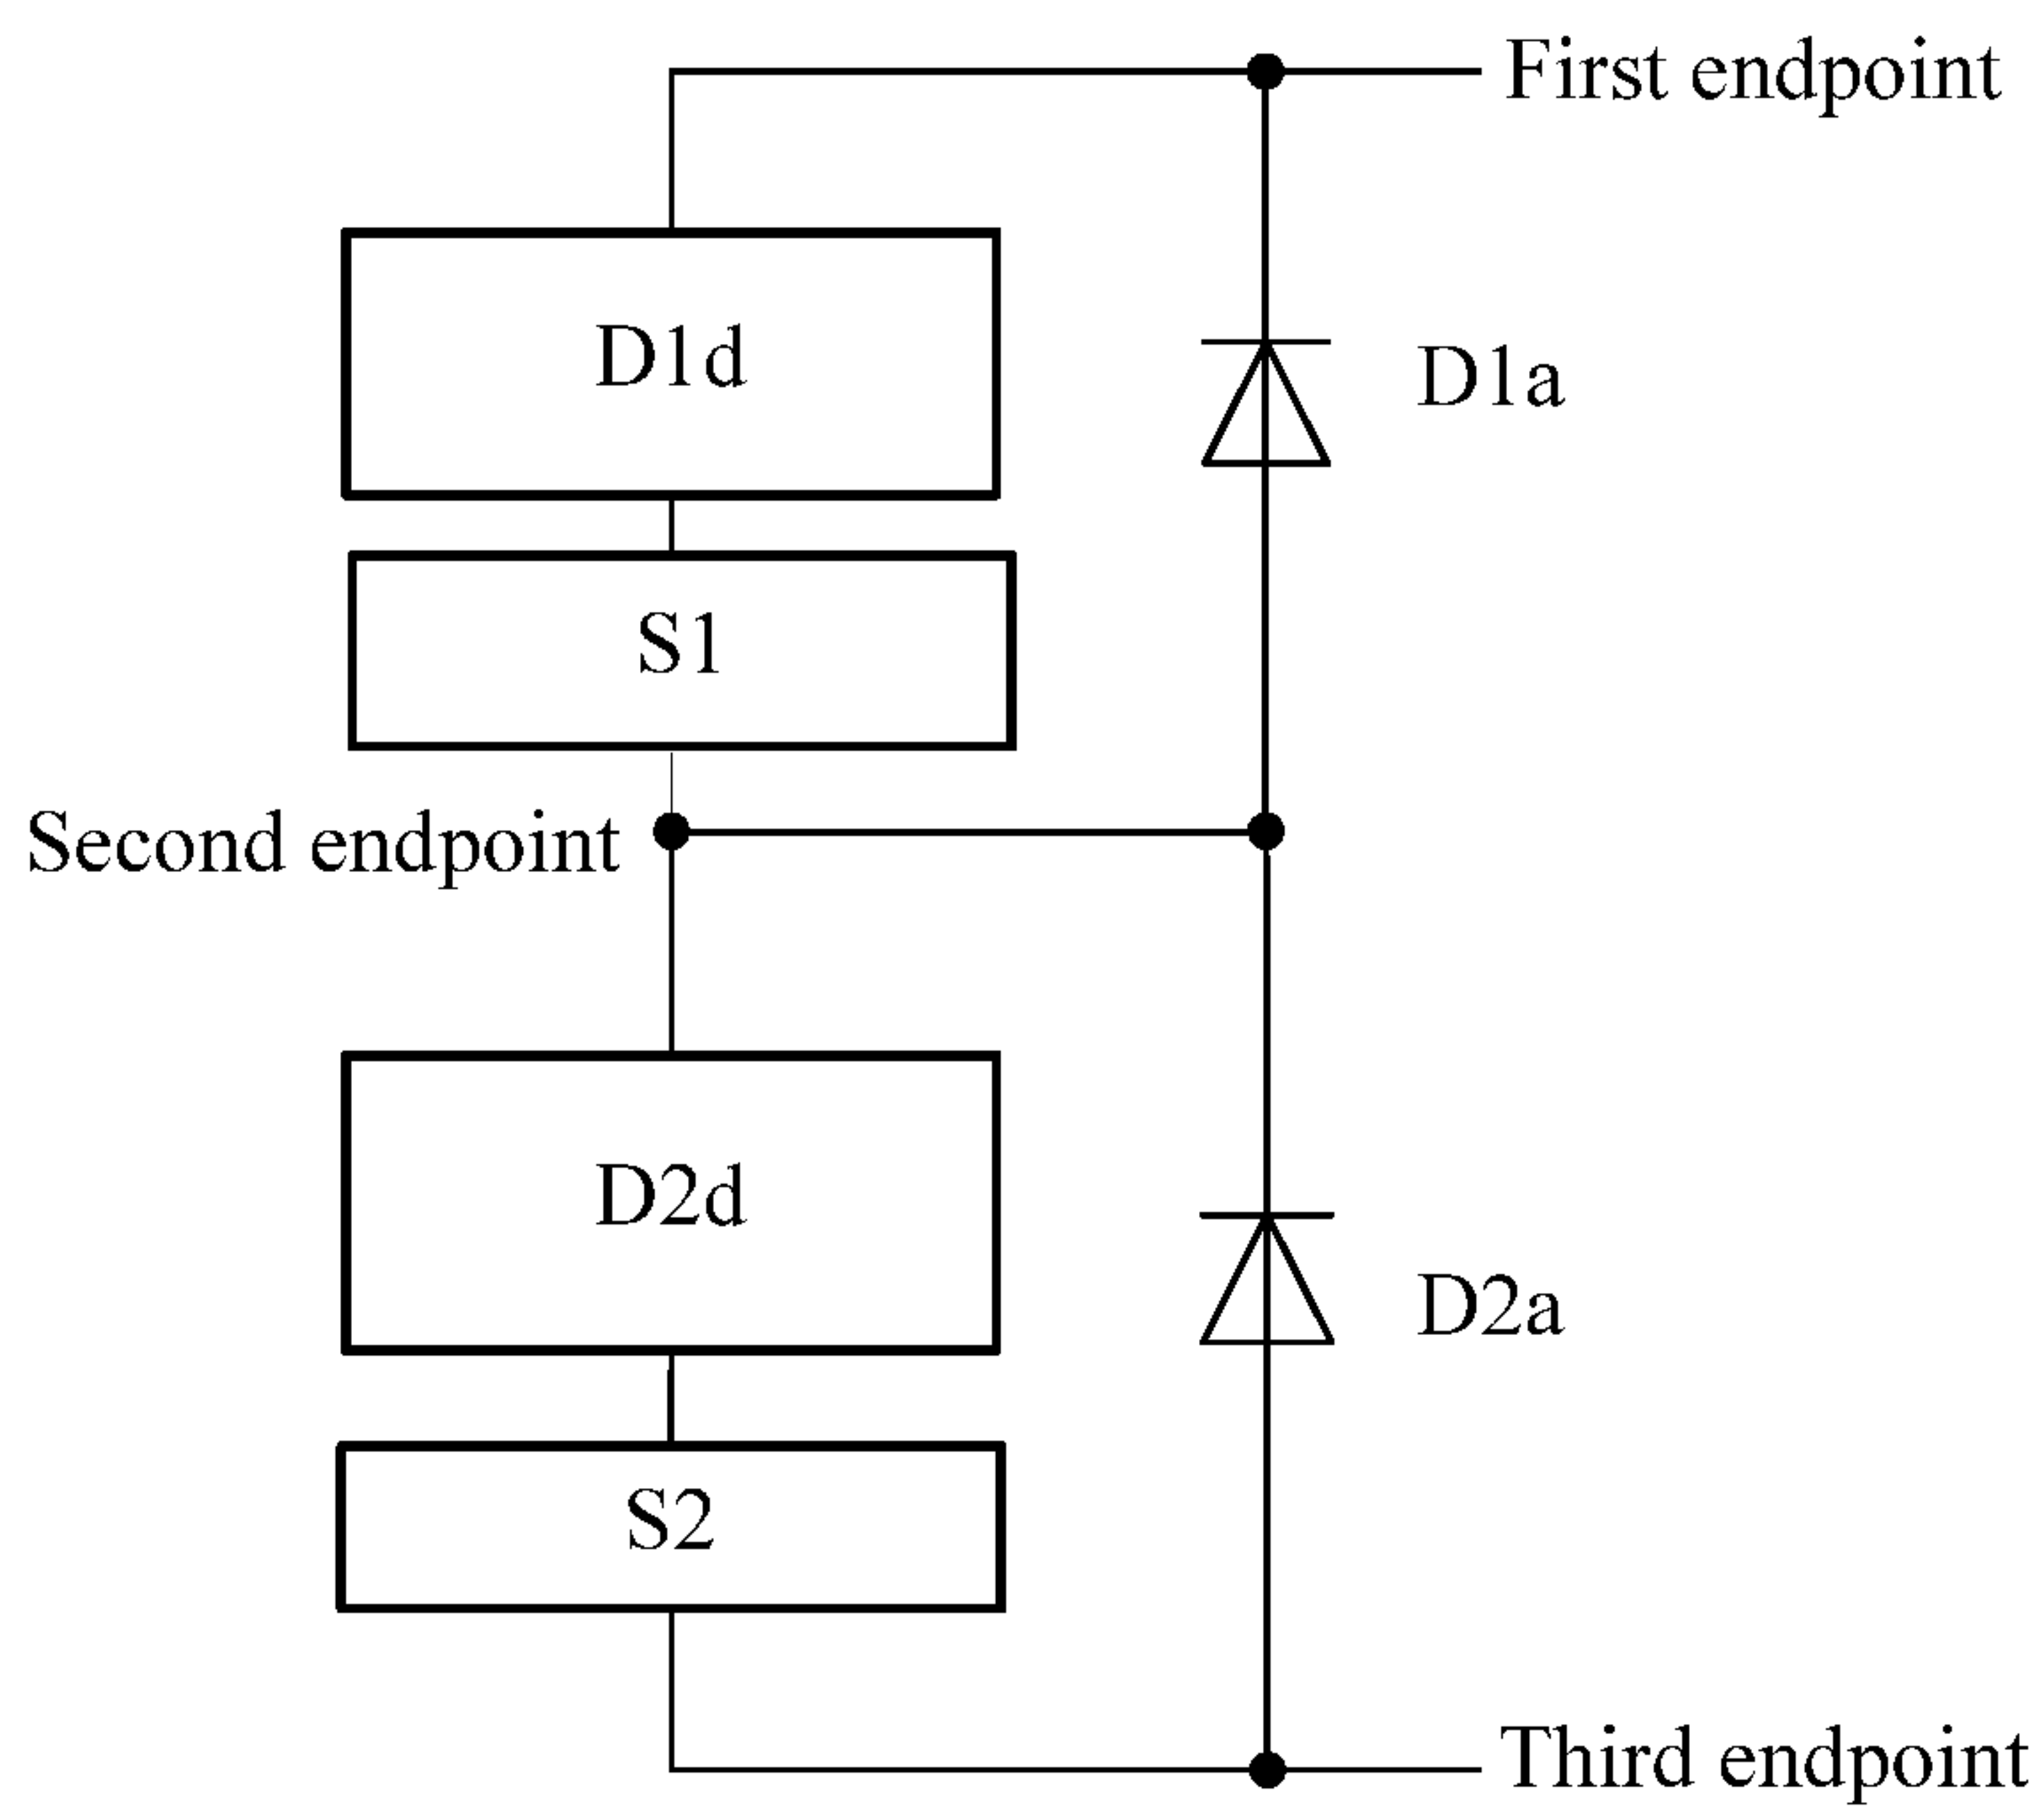 First endpoint
D1d
D1a
S1
Second endpoint
D2d
D2a
S2
Third endpoint